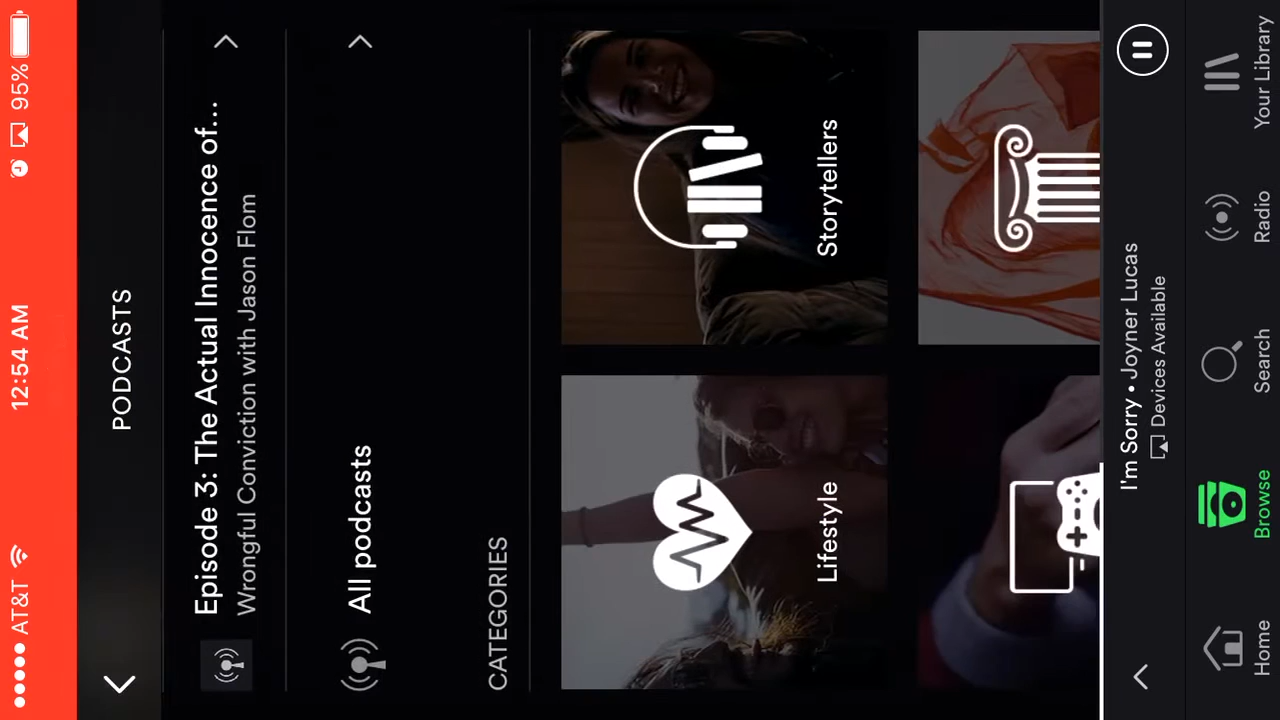 AT&T 12:54 AM 95%
PODCASTS
Episode 3: The Actual Innocence of...
Wrongful Conviction with Jason Flom
All podcasts
CATEGORIES
Lifestyle Storytellers
I'm Sorry • Joyner Lucas
Devices Available
Home Browse Search Radio Your Library